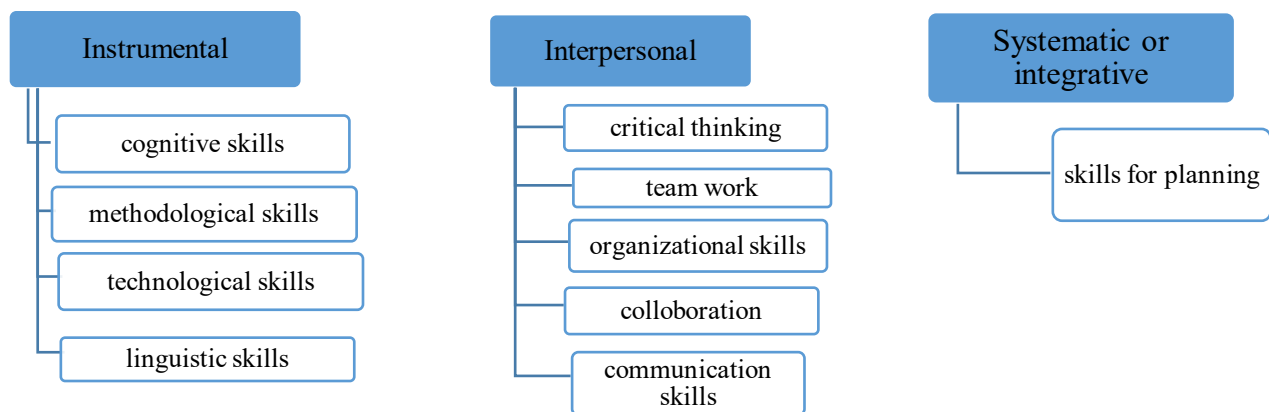 Instrumental
cognitive skills
methodological skills
technological skills
linguistic skills
Interpersonal
critical thinking
team work
organizational skills
colloboration
communication
skills
Systematic or
integrative
skills for planning